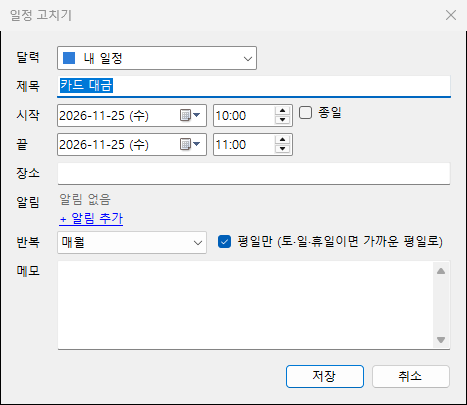 일정 고치기
달력 내 일정
제목 카드 대금
시작 2026-11-25 (수) 10:00 종일
끝 2026-11-25 (수) 11:00
장소
알림 알림 없음
+ 알림 추가
반복 매월 평일만 (토·일·휴일이면 가까운 평일로)
메모
저장 취소